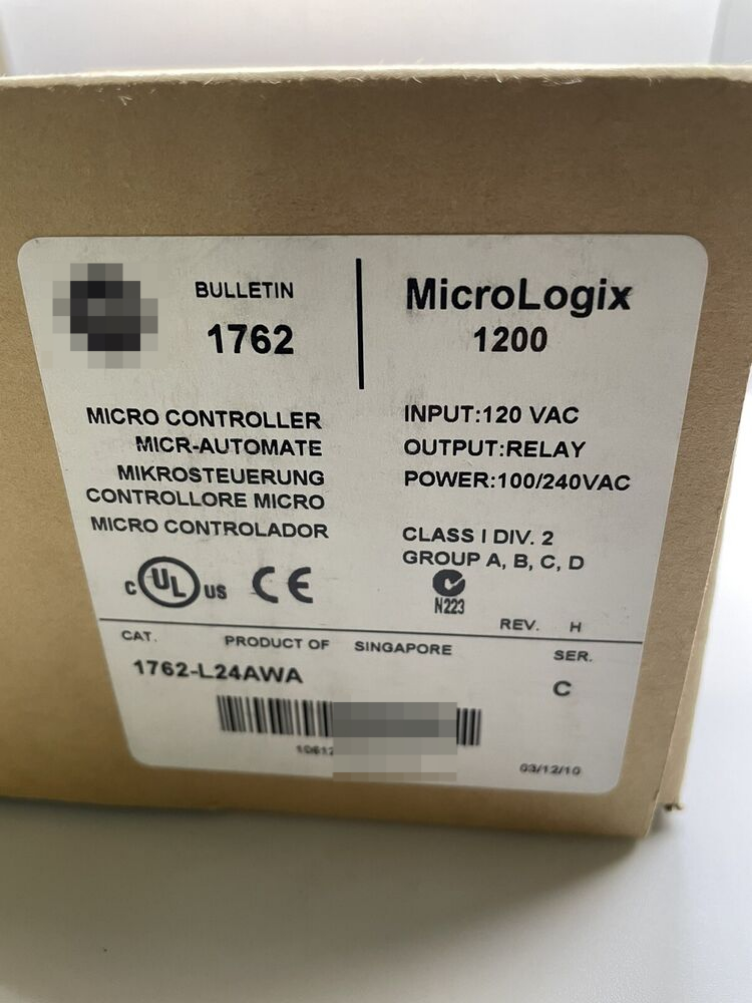 BULLETIN
1762
MicroLogix
1200
MICRO CONTROLLER
MICR-AUTOMATE
MIKROSTEUERUNG
CONTROLLORE MICRO
MICRO CONTROLADOR
INPUT:120 VAC
OUTPUT:RELAY
POWER:100/240VAC
CLASS I DIV. 2
GROUP A, B, C, D
c UL US CE
N223
REV. H
CAT. PRODUCT OF SINGAPORE SER.
1762-L24AWA C
03/12/10